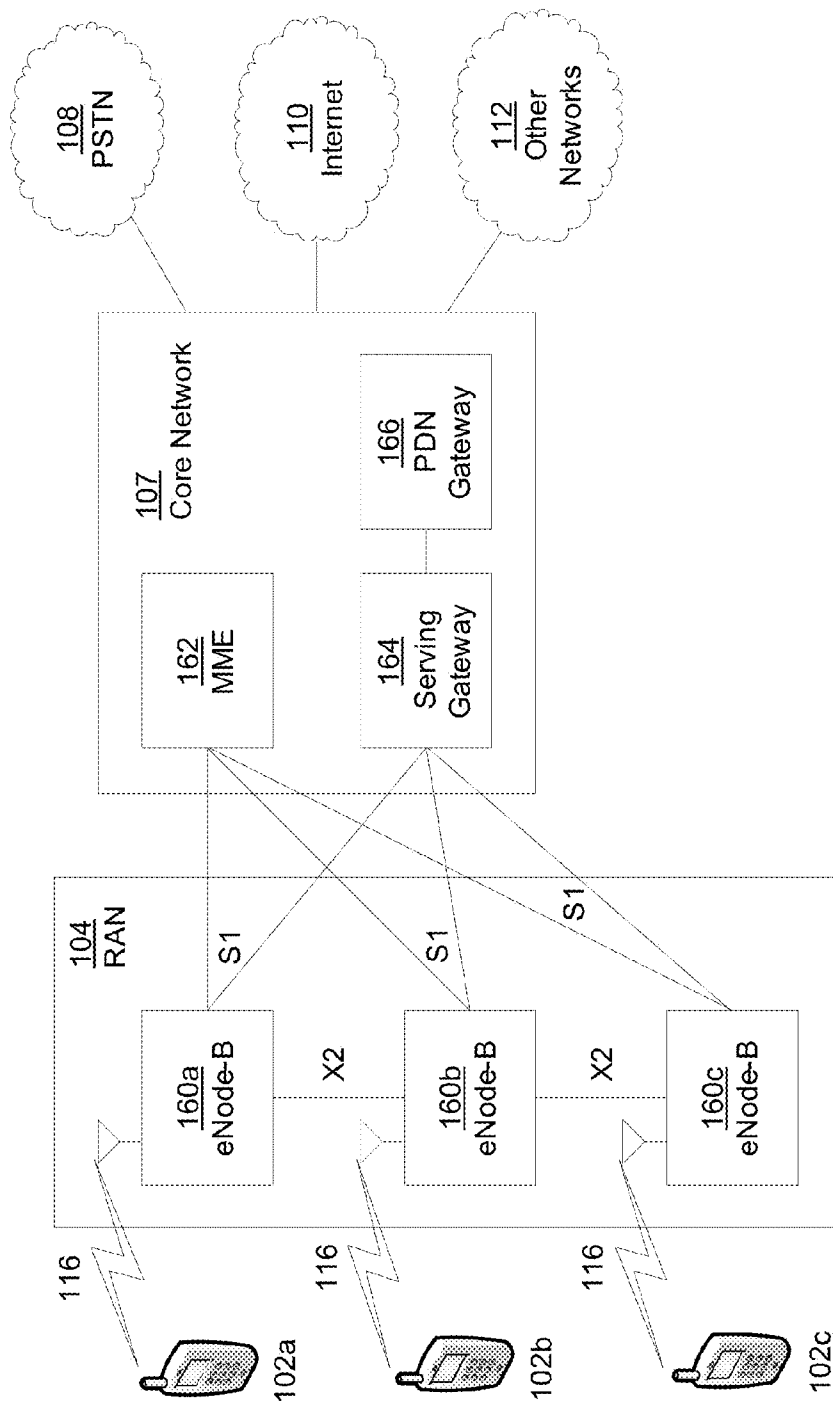 102a
116
102b
116
102c
116
104
RAN
160a
eNode-B
X2
160b
eNode-B
X2
160c
eNode-B
S1
S1
S1
107
Core Network
162
MME
164
Serving
Gateway
166
PDN
Gateway
108
PSTN
110
Internet
112
Other
Networks